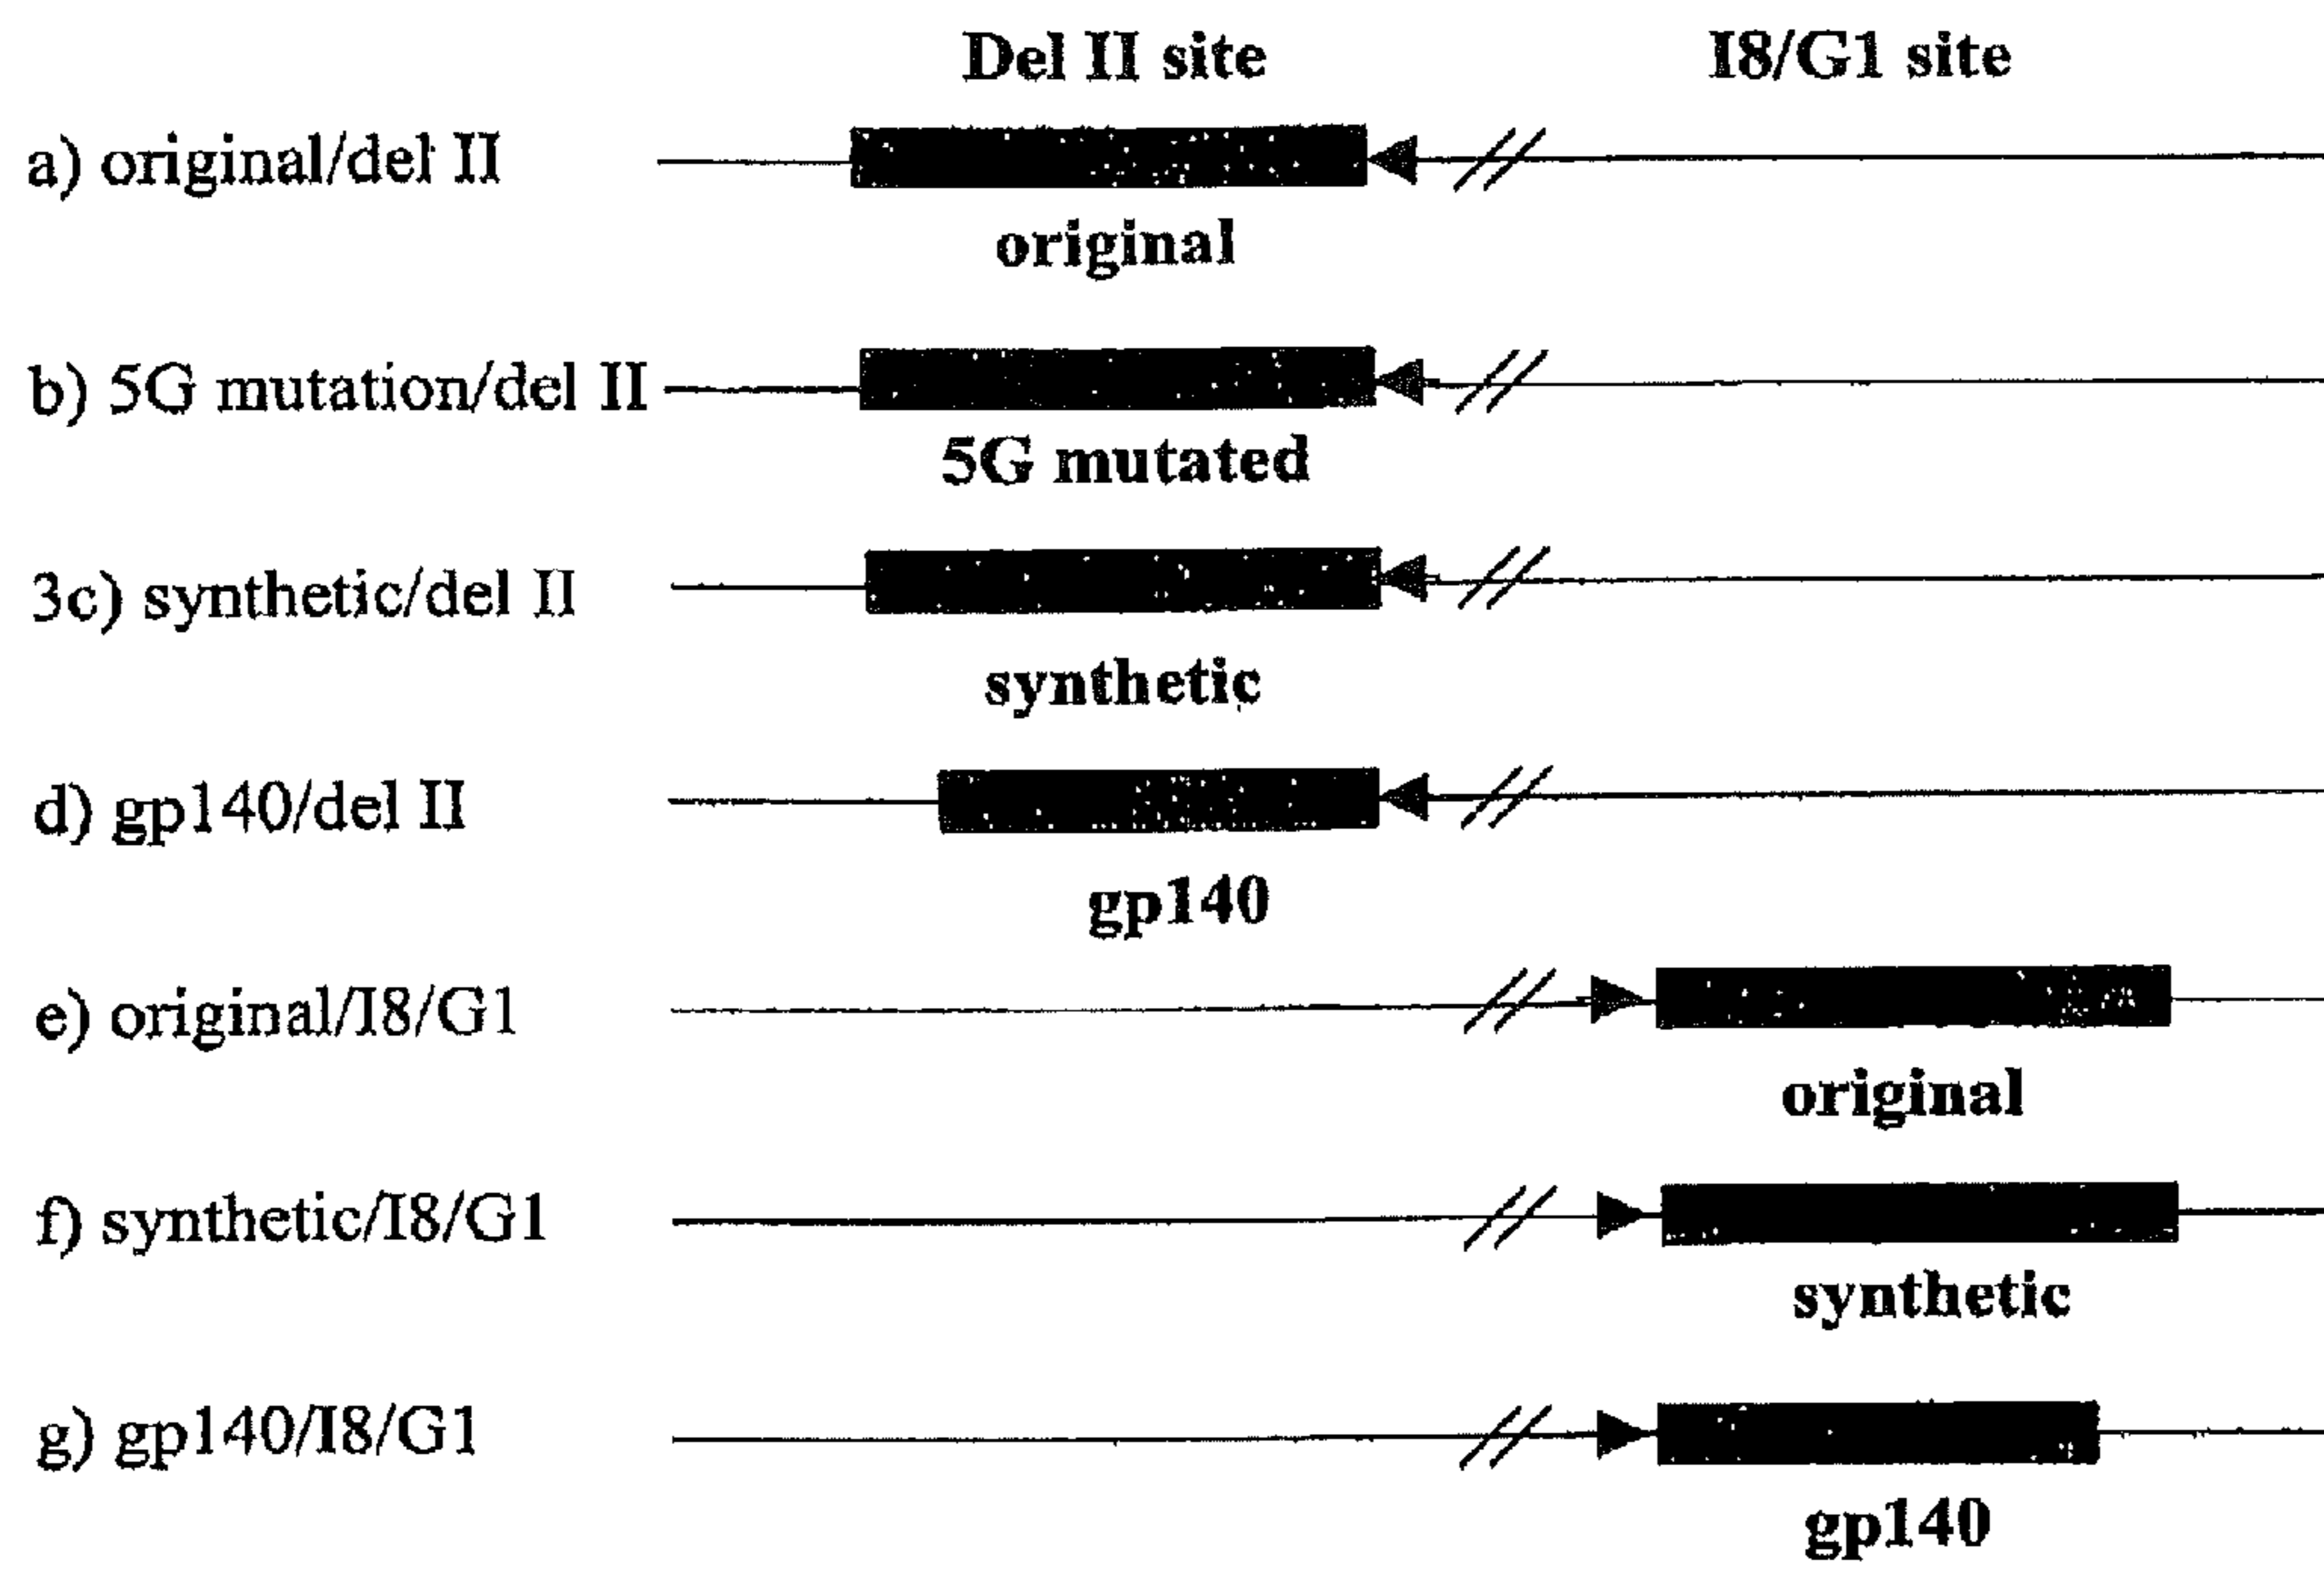 Del II site I8/G1 site
a) original/del II
original
b) 5G mutation/del II
5G mutated
3c) synthetic/del II
synthetic
d) gp140/del II
gp140
e) original/I8/G1
original
f) synthetic/I8/G1
synthetic
g) gp140/I8/G1
gp140